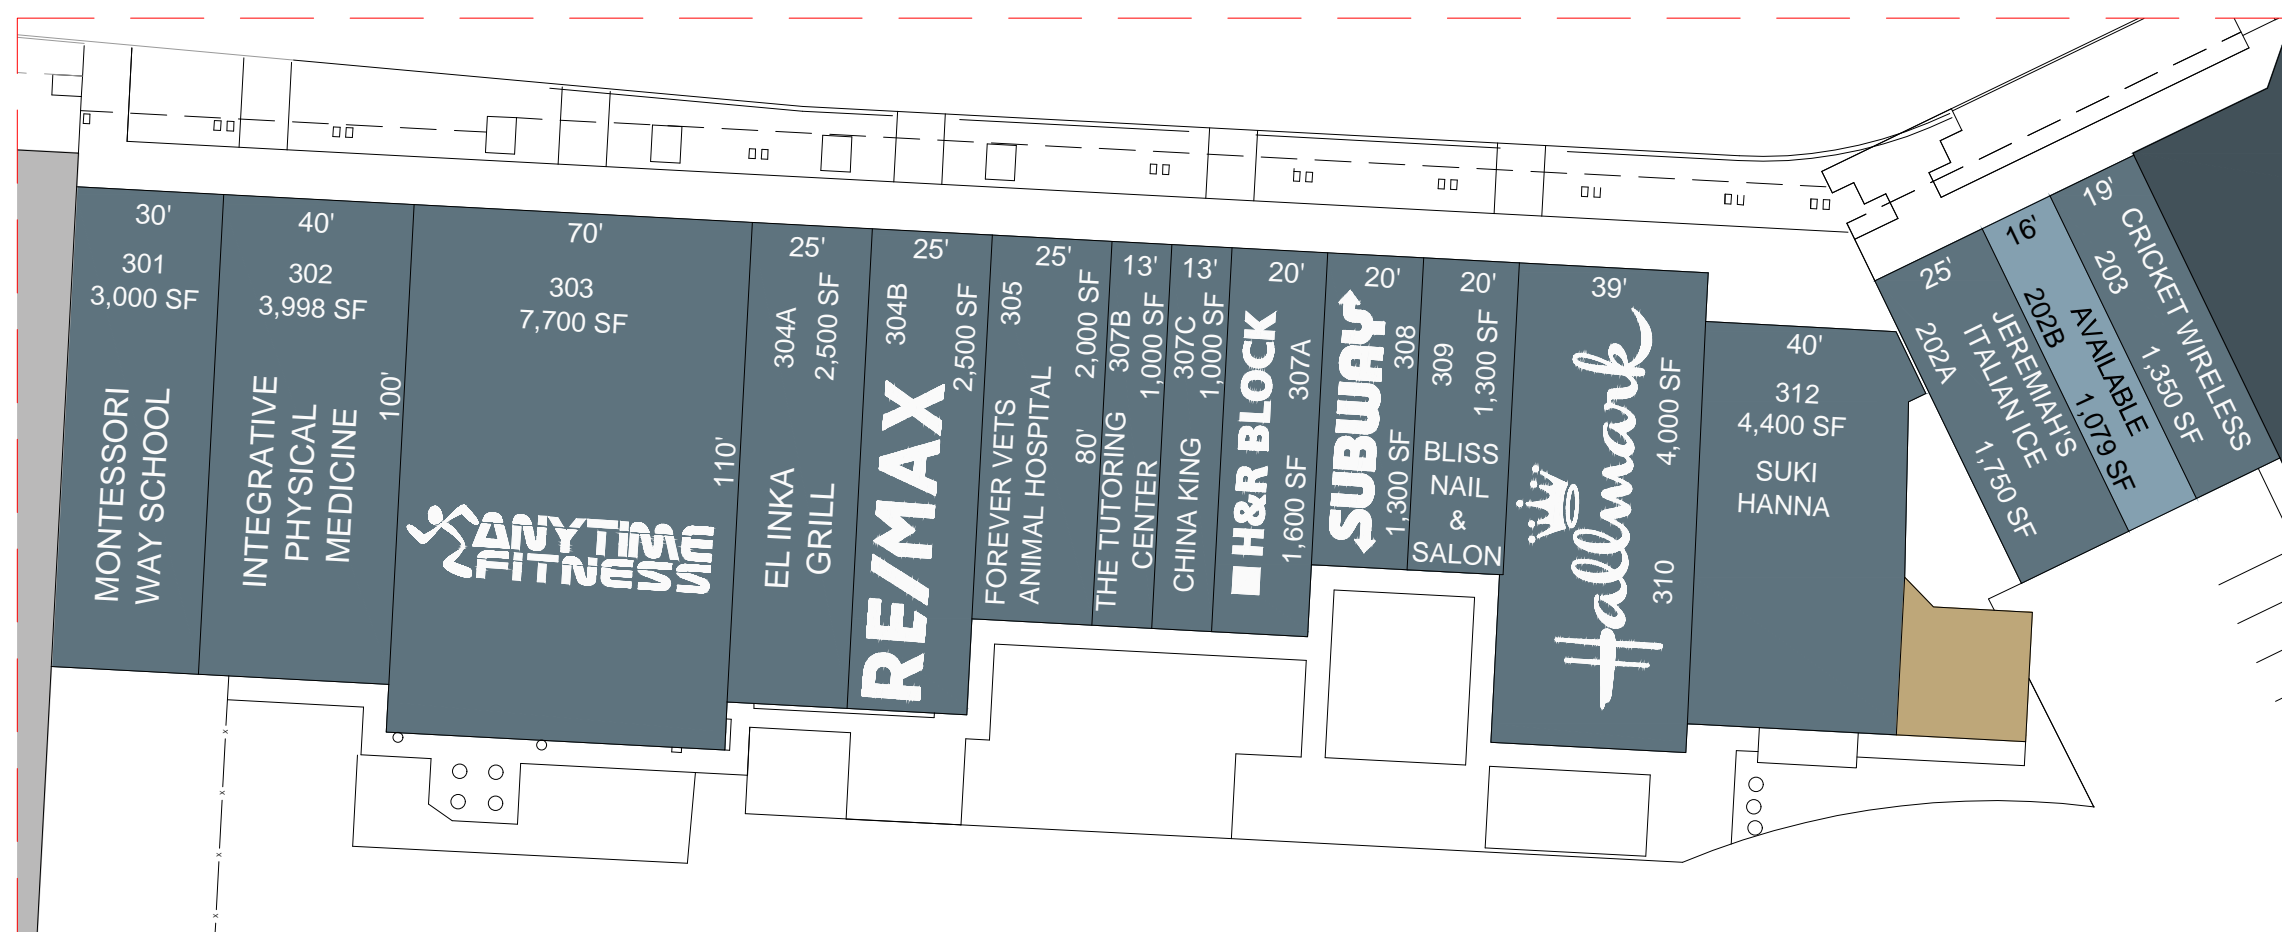 30'
301
3,000 SF
MONTESSORI
WAY SCHOOL
40'
302
3,998 SF
INTEGRATIVE
PHYSICAL
MEDICINE
100'
70'
303
7,700 SF
ANYTIME
FITNESS
110'
25'
304A
2,500 SF
EL INKA
GRILL
25'
304B
2,500 SF
RE/MAX
25'
305
2,000 SF
FOREVER VETS
ANIMAL HOSPITAL
80'
13'
307B
1,000 SF
THE TUTORING
CENTER
13'
307C
1,000 SF
CHINA KING
20'
H&R BLOCK
307A
1,600 SF
20'
SUBWAY
308
1,300 SF
20'
309
1,300 SF
BLISS
NAIL
&
SALON
39'
Hallmark
4,000 SF
310
40'
312
4,400 SF
SUKI
HANNA
25'
202A
JEREMIAH'S
ITALIAN ICE
1,750 SF
16'
202B
AVAILABLE
1,079 SF
19'
203
CRICKET WIRELESS
1,350 SF
x
x
x
x